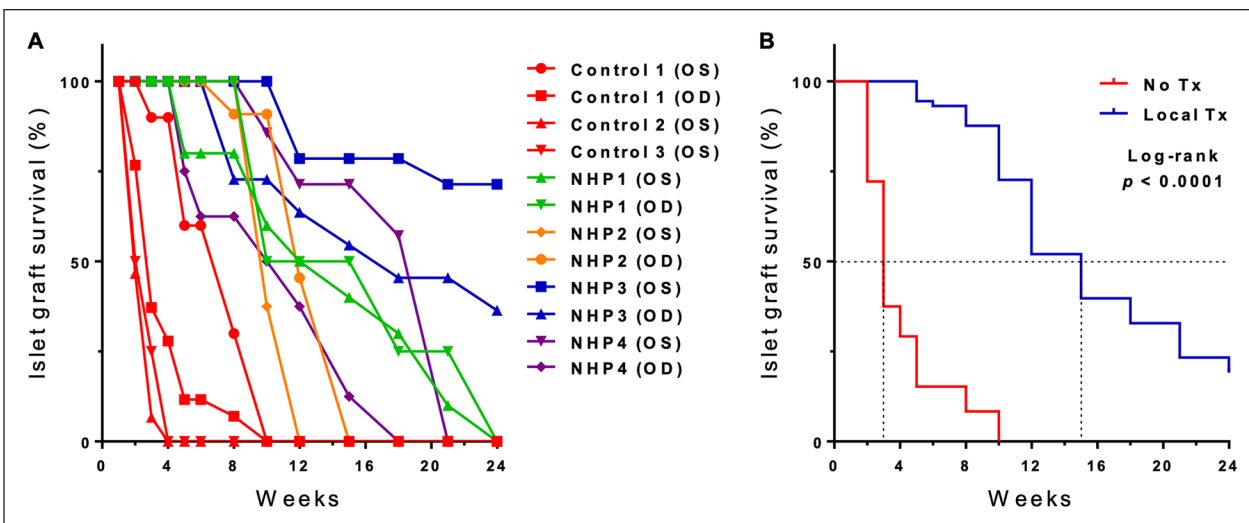 A
Islet graft survival (%)
100
50
0
0 4 8 12 16 20 24
Weeks
Control 1 (OS)
Control 1 (OD)
Control 2 (OS)
Control 3 (OS)
NHP1 (OS)
NHP1 (OD)
NHP2 (OS)
NHP2 (OD)
NHP3 (OS)
NHP3 (OD)
NHP4 (OS)
NHP4 (OD)
B
Islet graft survival (%)
100
50
0
0 4 8 12 16 20 24
Weeks
No Tx
Local Tx
Log-rank
p < 0.0001